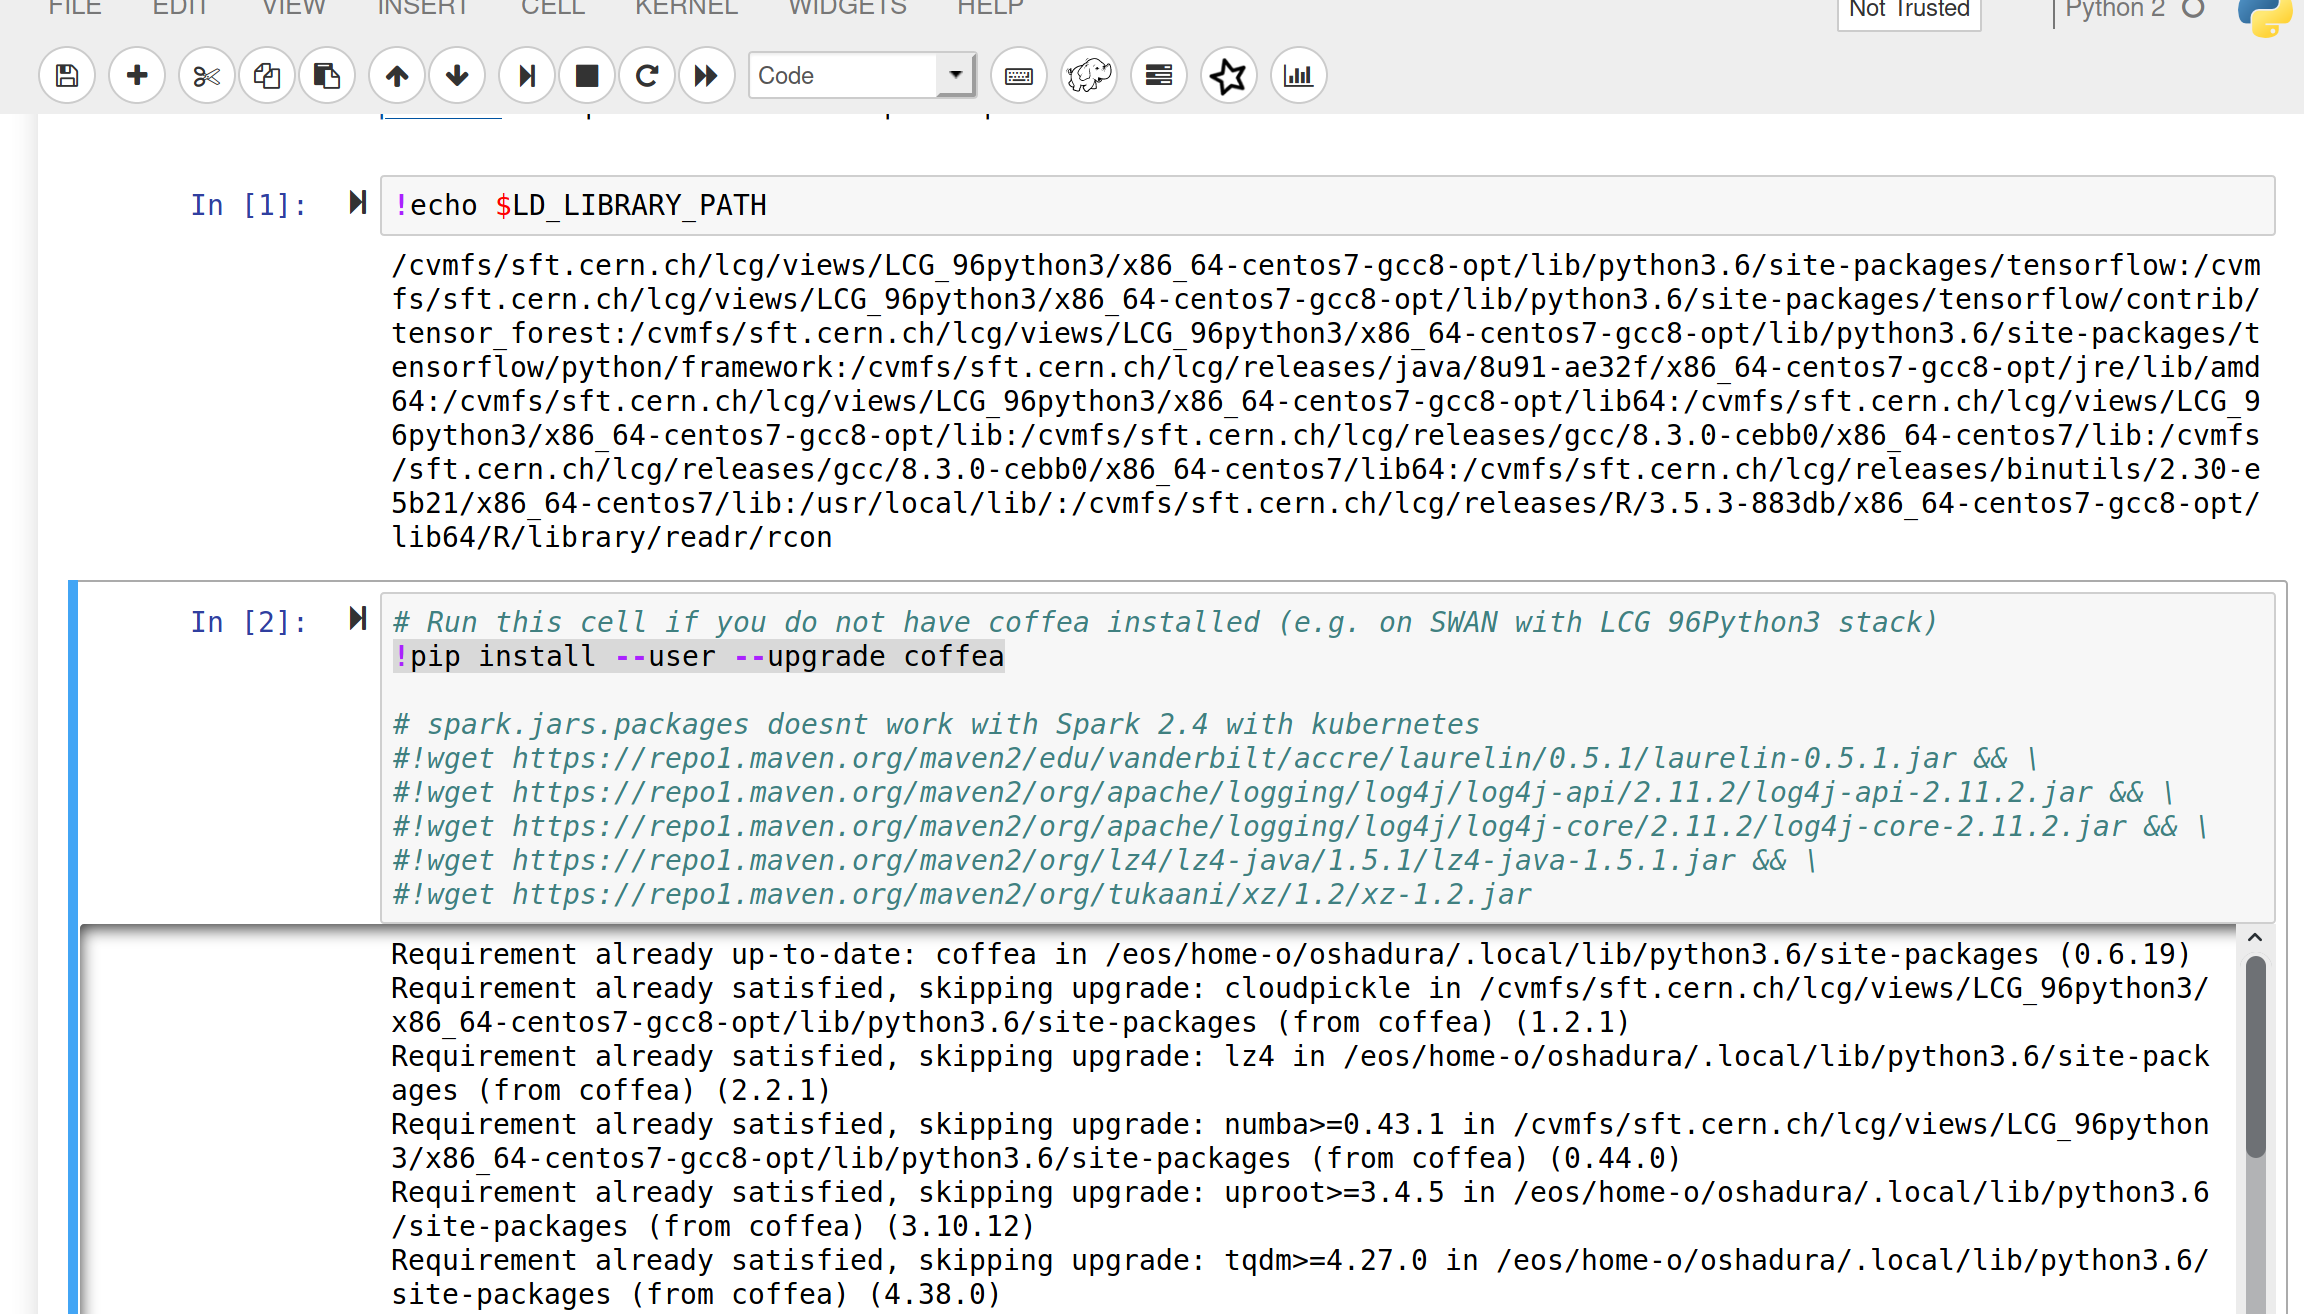 FILE EDIT VIEW INSERT CELL KERNEL WIDGETS HELP Not Trusted Python 2
Code
In [1]: !echo $LD_LIBRARY_PATH
/cvmfs/sft.cern.ch/lcg/views/LCG_96python3/x86_64-centos7-gcc8-opt/lib/python3.6/site-packages/tensorflow:/cvm
fs/sft.cern.ch/lcg/views/LCG_96python3/x86_64-centos7-gcc8-opt/lib/python3.6/site-packages/tensorflow/contrib/
tensor_forest:/cvmfs/sft.cern.ch/lcg/views/LCG_96python3/x86_64-centos7-gcc8-opt/lib/python3.6/site-packages/t
ensorflow/python/framework:/cvmfs/sft.cern.ch/lcg/releases/java/8u91-ae32f/x86_64-centos7-gcc8-opt/jre/lib/amd
64:/cvmfs/sft.cern.ch/lcg/views/LCG_96python3/x86_64-centos7-gcc8-opt/lib64:/cvmfs/sft.cern.ch/lcg/views/LCG_9
6python3/x86_64-centos7-gcc8-opt/lib:/cvmfs/sft.cern.ch/lcg/releases/gcc/8.3.0-cebb0/x86_64-centos7/lib:/cvmfs
/sft.cern.ch/lcg/releases/gcc/8.3.0-cebb0/x86_64-centos7/lib64:/cvmfs/sft.cern.ch/lcg/releases/binutils/2.30-e
5b21/x86_64-centos7/lib:/usr/local/lib/:/cvmfs/sft.cern.ch/lcg/releases/R/3.5.3-883db/x86_64-centos7-gcc8-opt/
lib64/R/library/readr/rcon
In [2]: # Run this cell if you do not have coffea installed (e.g. on SWAN with LCG 96Python3 stack)
!pip install --user --upgrade coffea
# spark.jars.packages doesnt work with Spark 2.4 with kubernetes
#!wget https://repo1.maven.org/maven2/edu/vanderbilt/accre/laurelin/0.5.1/laurelin-0.5.1.jar && \
#!wget https://repo1.maven.org/maven2/org/apache/logging/log4j/log4j-api/2.11.2/log4j-api-2.11.2.jar && \
#!wget https://repo1.maven.org/maven2/org/apache/logging/log4j/log4j-core/2.11.2/log4j-core-2.11.2.jar && \
#!wget https://repo1.maven.org/maven2/org/lz4/lz4-java/1.5.1/lz4-java-1.5.1.jar && \
#!wget https://repo1.maven.org/maven2/org/tukaani/xz/1.2/xz-1.2.jar
Requirement already up-to-date: coffea in /eos/home-o/oshadura/.local/lib/python3.6/site-packages (0.6.19)
Requirement already satisfied, skipping upgrade: cloudpickle in /cvmfs/sft.cern.ch/lcg/views/LCG_96python3/
x86_64-centos7-gcc8-opt/lib/python3.6/site-packages (from coffea) (1.2.1)
Requirement already satisfied, skipping upgrade: lz4 in /eos/home-o/oshadura/.local/lib/python3.6/site-pack
ages (from coffea) (2.2.1)
Requirement already satisfied, skipping upgrade: numba>=0.43.1 in /cvmfs/sft.cern.ch/lcg/views/LCG_96python
3/x86_64-centos7-gcc8-opt/lib/python3.6/site-packages (from coffea) (0.44.0)
Requirement already satisfied, skipping upgrade: uproot>=3.4.5 in /eos/home-o/oshadura/.local/lib/python3.6
/site-packages (from coffea) (3.10.12)
Requirement already satisfied, skipping upgrade: tqdm>=4.27.0 in /eos/home-o/oshadura/.local/lib/python3.6/
site-packages (from coffea) (4.38.0)